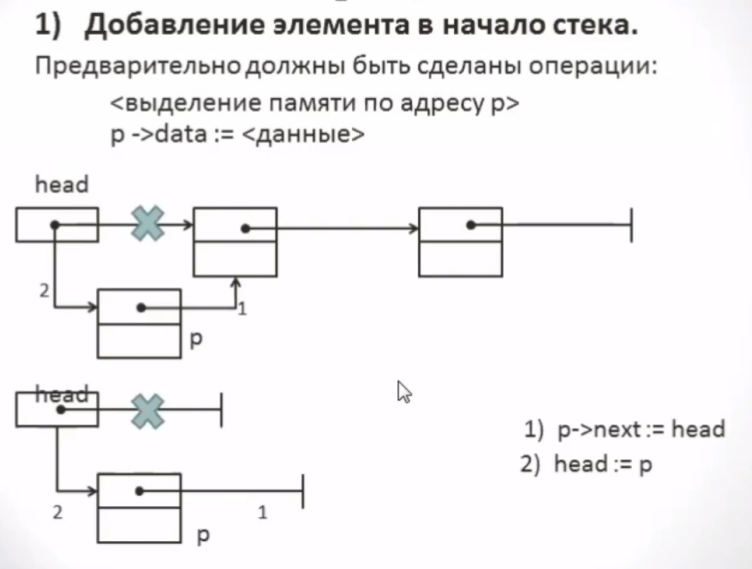 1) Добавление элемента в начало стека.
Предварительно должны быть сделаны операции:
<выделение памяти по адресу p>
p ->data := <данные>
head
2
1
p
head
1) p->next := head
2) head := p
2
1
p